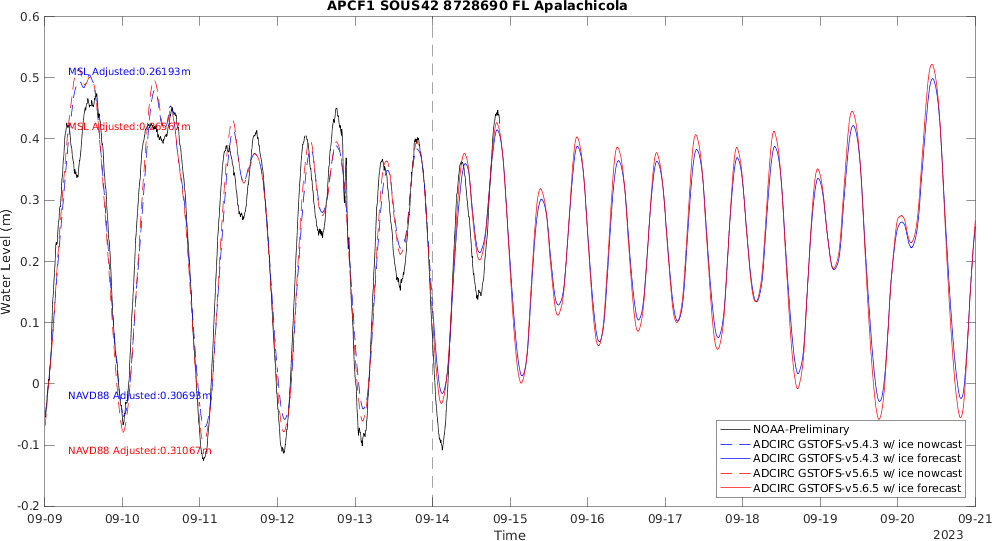 APCF1 SOUS42 8728690 FL Apalachicola
0.6
0.5
0.4
0.3
0.2
0.1
0
-0.1
-0.2
Water Level (m)
MSL Adjusted:0.26193m
MSL Adjusted:
NAVD88 Adjusted:0.30693m
NAVD88 Adjusted:0.31067m
NOAA-Preliminary
ADCIRC GSTOFS-v5.4.3 w/ ice nowcast
ADCIRC GSTOFS-v5.4.3 w/ ice forecast
ADCIRC GSTOFS-v5.6.5 w/ ice nowcast
ADCIRC GSTOFS-v5.6.5 w/ ice forecast
09-09 09-10 09-11 09-12 09-13 09-14 09-15 09-16 09-17 09-18 09-19 09-20 09-21
Time
2023